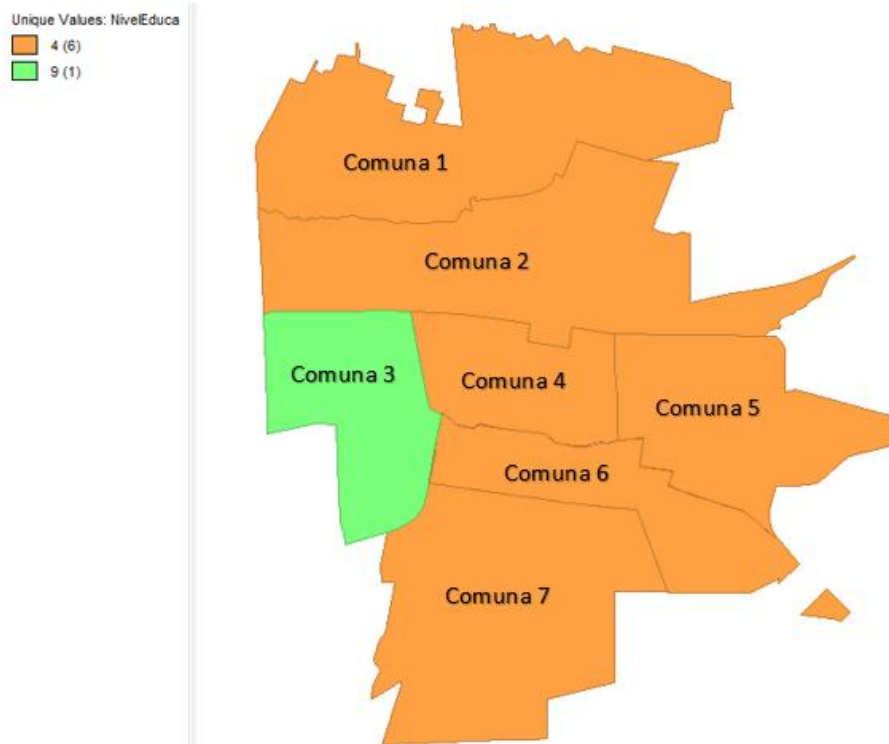 Unique Values: NivelEduca
4 (6)
9 (1)
Comuna 1
Comuna 2
Comuna 3
Comuna 4
Comuna 5
Comuna 6
Comuna 7